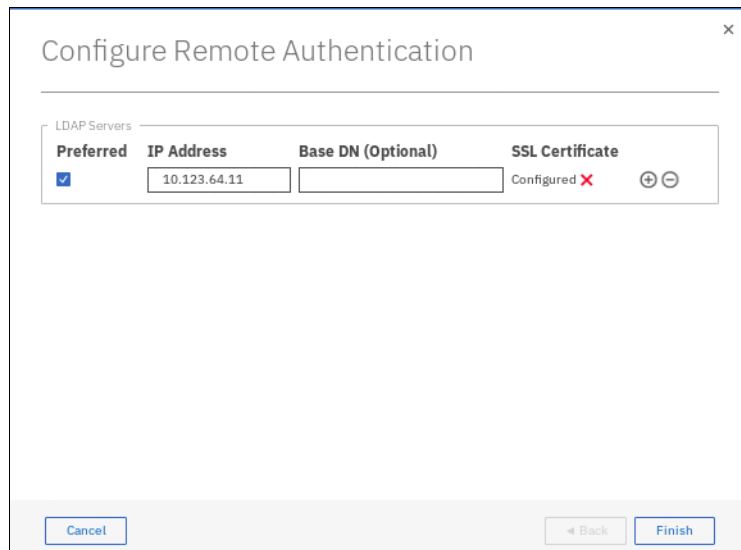 Configure Remote Authentication
LDAP Servers
Preferred IP Address Base DN (Optional) SSL Certificate
10.123.64.11 Configured
Cancel Back Finish